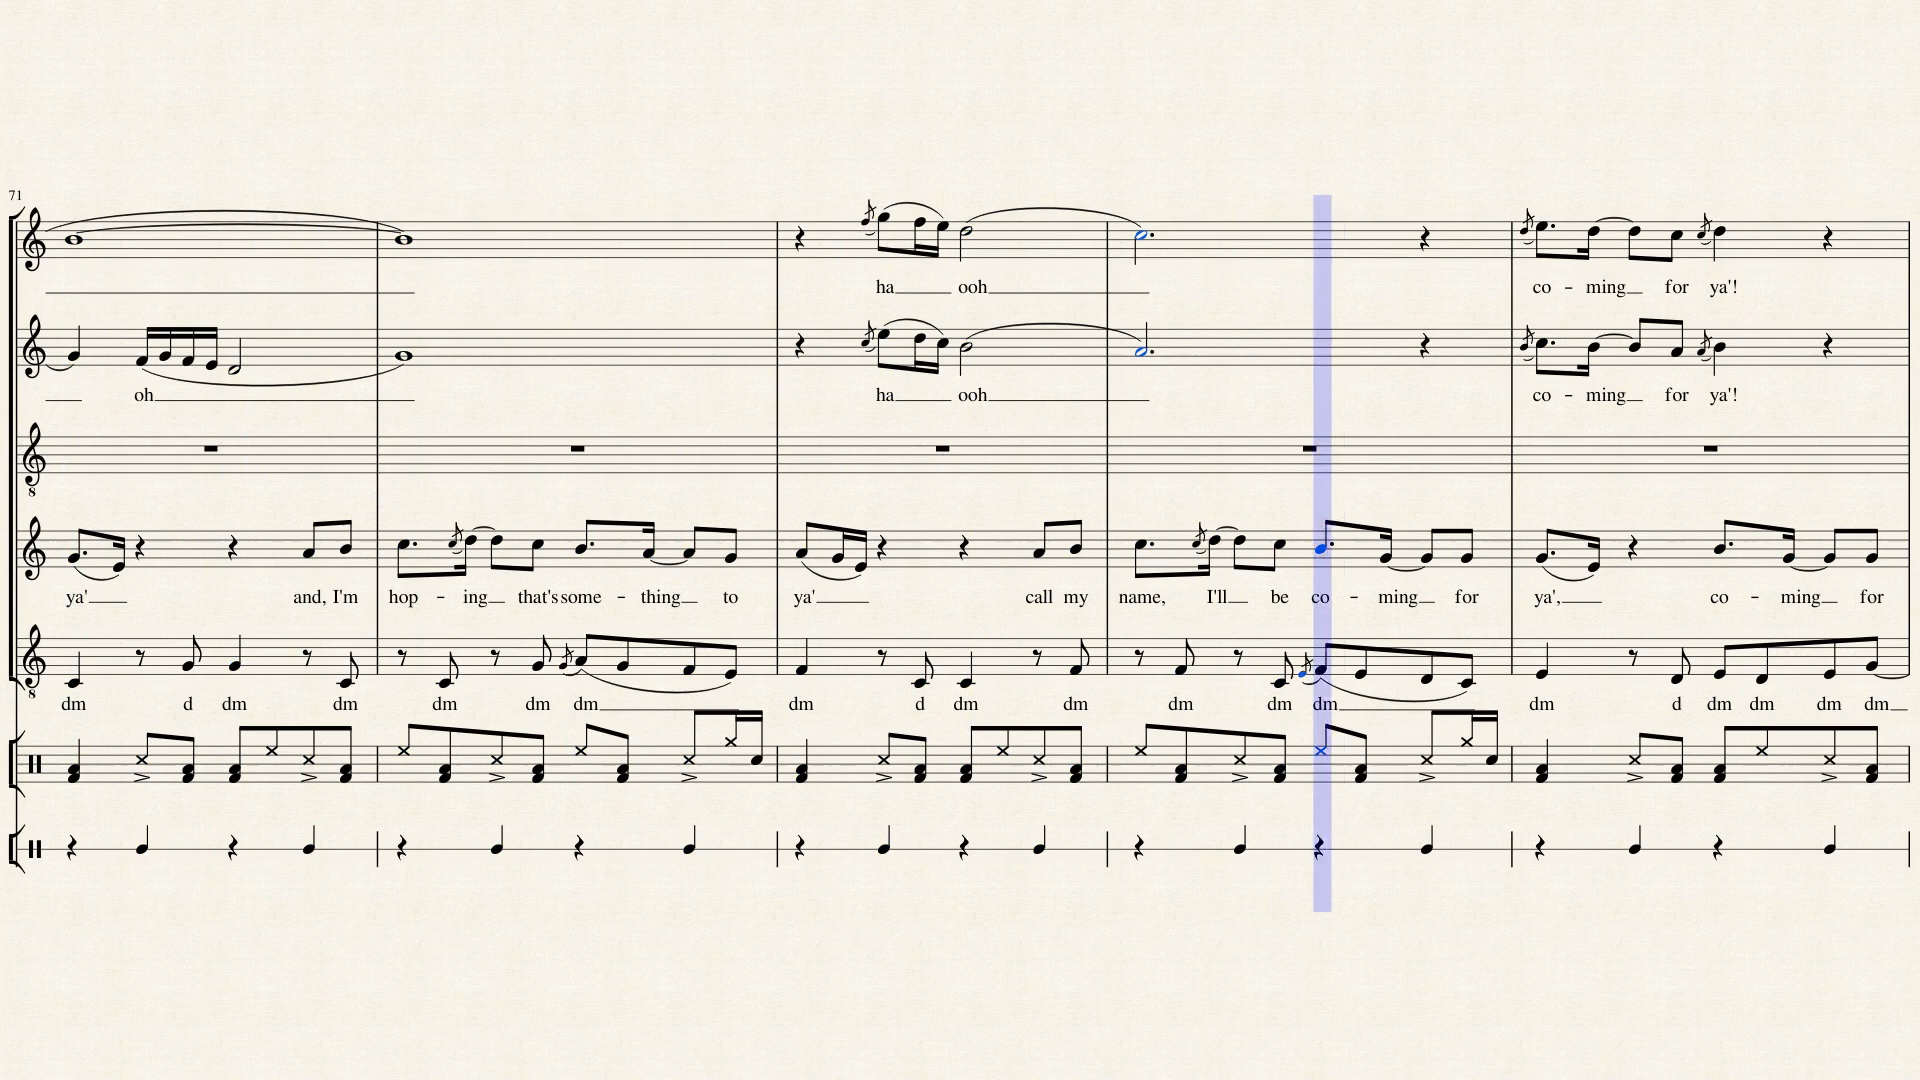 71
ha ooh co - ming for ya'!
oh ha ooh co - ming for ya'!
ya' and, I'm hop - ing that's some - thing to ya' call my name, I'll be co - ming for ya', co - ming for
dm d dm dm dm dm dm dm d dm dm dm dm dm dm d dm dm dm dm